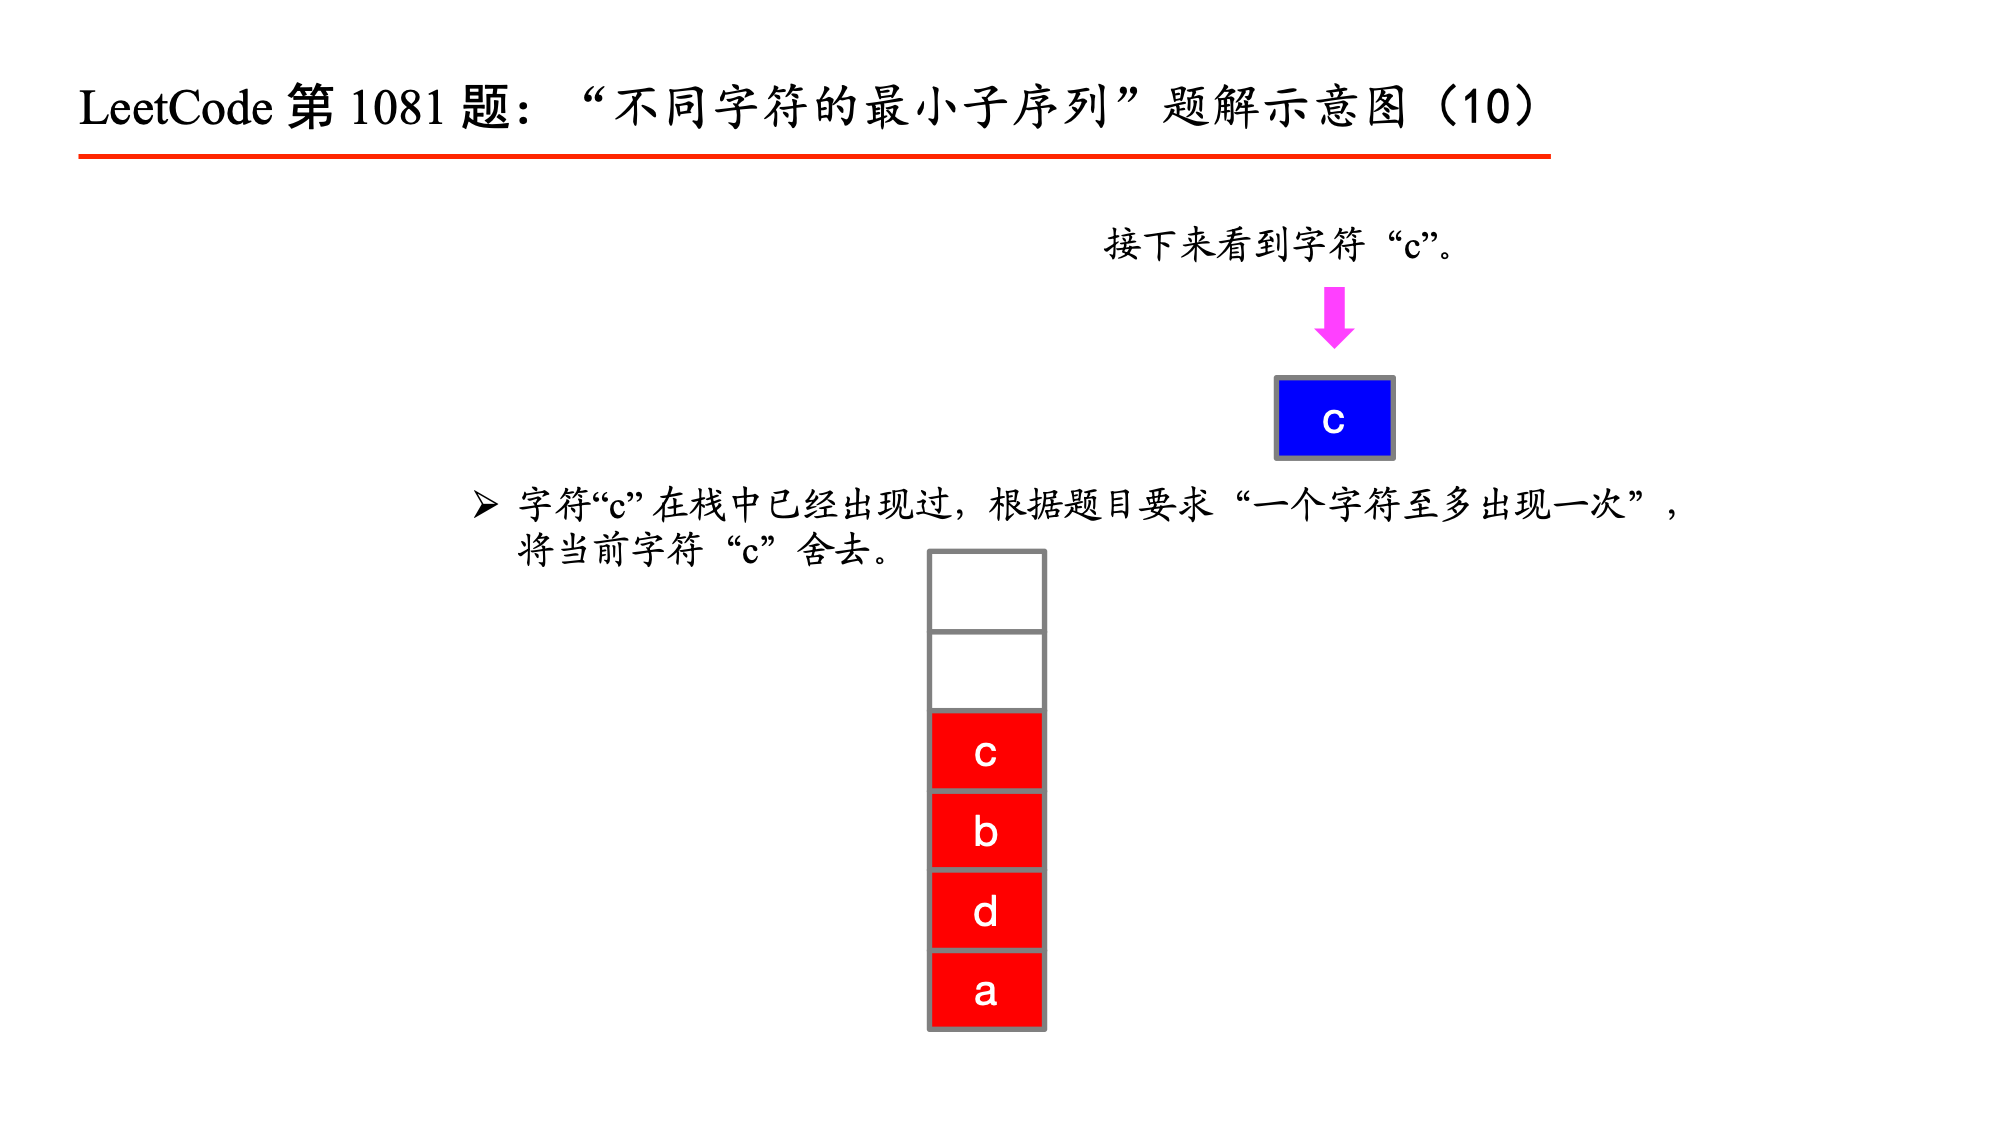 LeetCode 第 1081 题：“不同字符的最小子序列”题解示意图（10）
接下来看到字符“c”。
c
➢ 字符“c” 在栈中已经出现过，根据题目要求“一个字符至多出现一次”，
将当前字符“c”舍去。
c
b
d
a